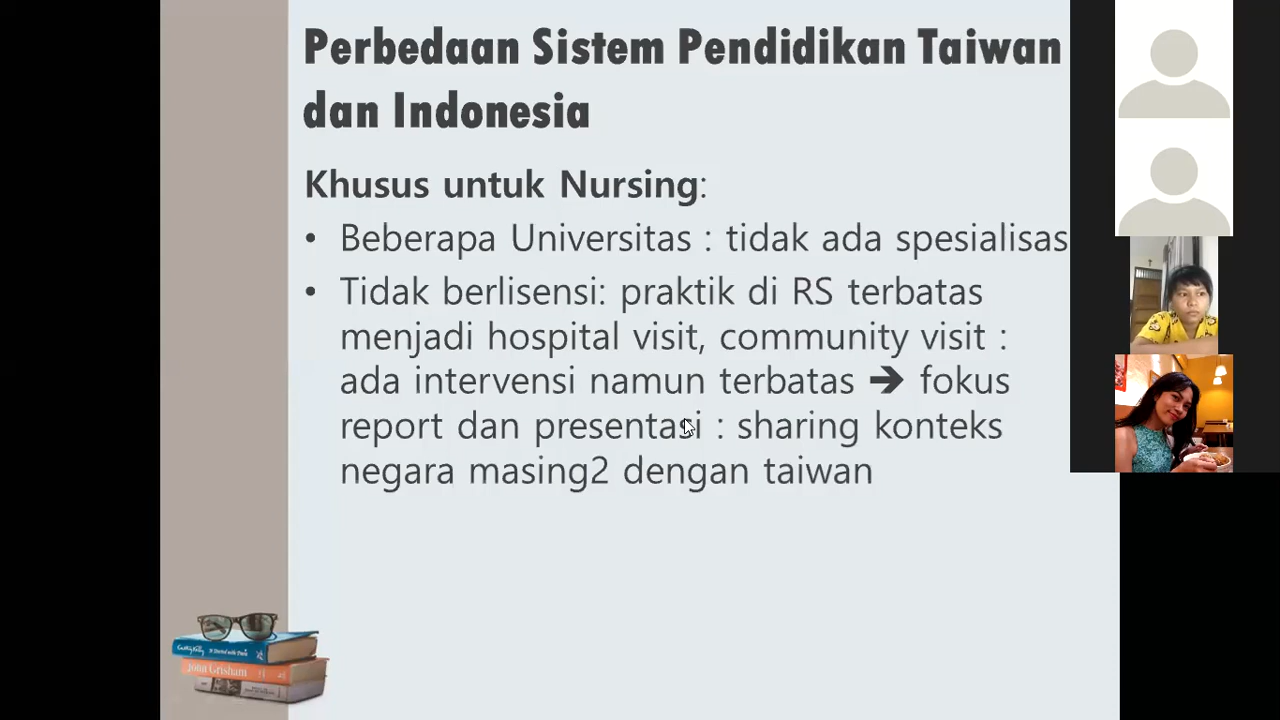 Perbedaan Sistem Pendidikan Taiwan
dan Indonesia
Khusus untuk Nursing:
• Beberapa Universitas : tidak ada spesialisas
• Tidak berlisensi: praktik di RS terbatas
menjadi hospital visit, community visit :
ada intervensi namun terbatas ➔ fokus
report dan presentasi : sharing konteks
negara masing2 dengan taiwan
John Grisham